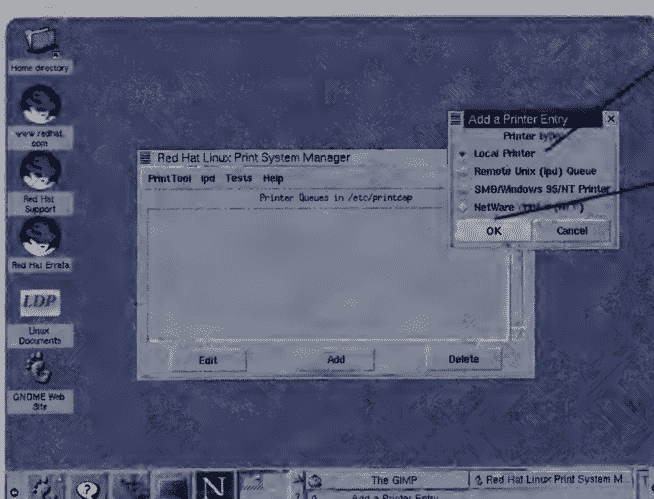 Home directory
www.redhat.
com
Red Hat
Support
Red Hat Errata
LDP
Linux
Documents
GNOME Web
Site
Red Hat Linux Print System Manager
PrintTool lpd Tests Help
Printer Queues in /etc/printcap
Edit Add Delete
Add a Printer Entry
Printer type:
Local Printer
Remote Unix (lpd) Queue
SMB/Windows 95/NT Printer
NetWare
OK Cancel
N
The GIMP
Red Hat Linux Print System M...
Add a Printer Entry